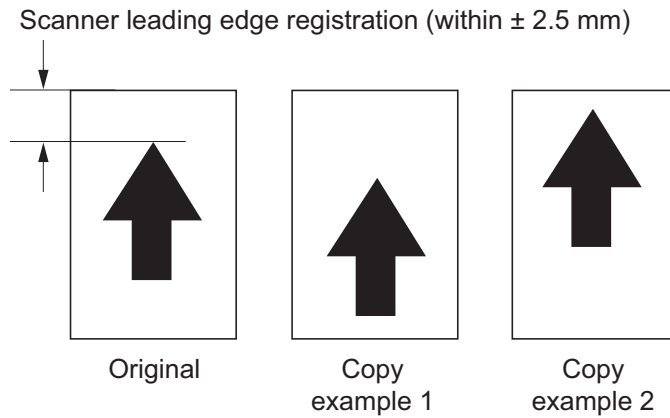 Scanner leading edge registration (within ± 2.5 mm)
Original
Copy
example 1
Copy
example 2